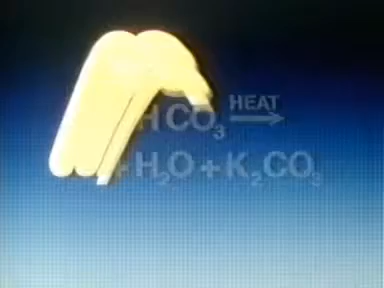 HCO₃ HEAT →
+ H₂O + K₂CO₃